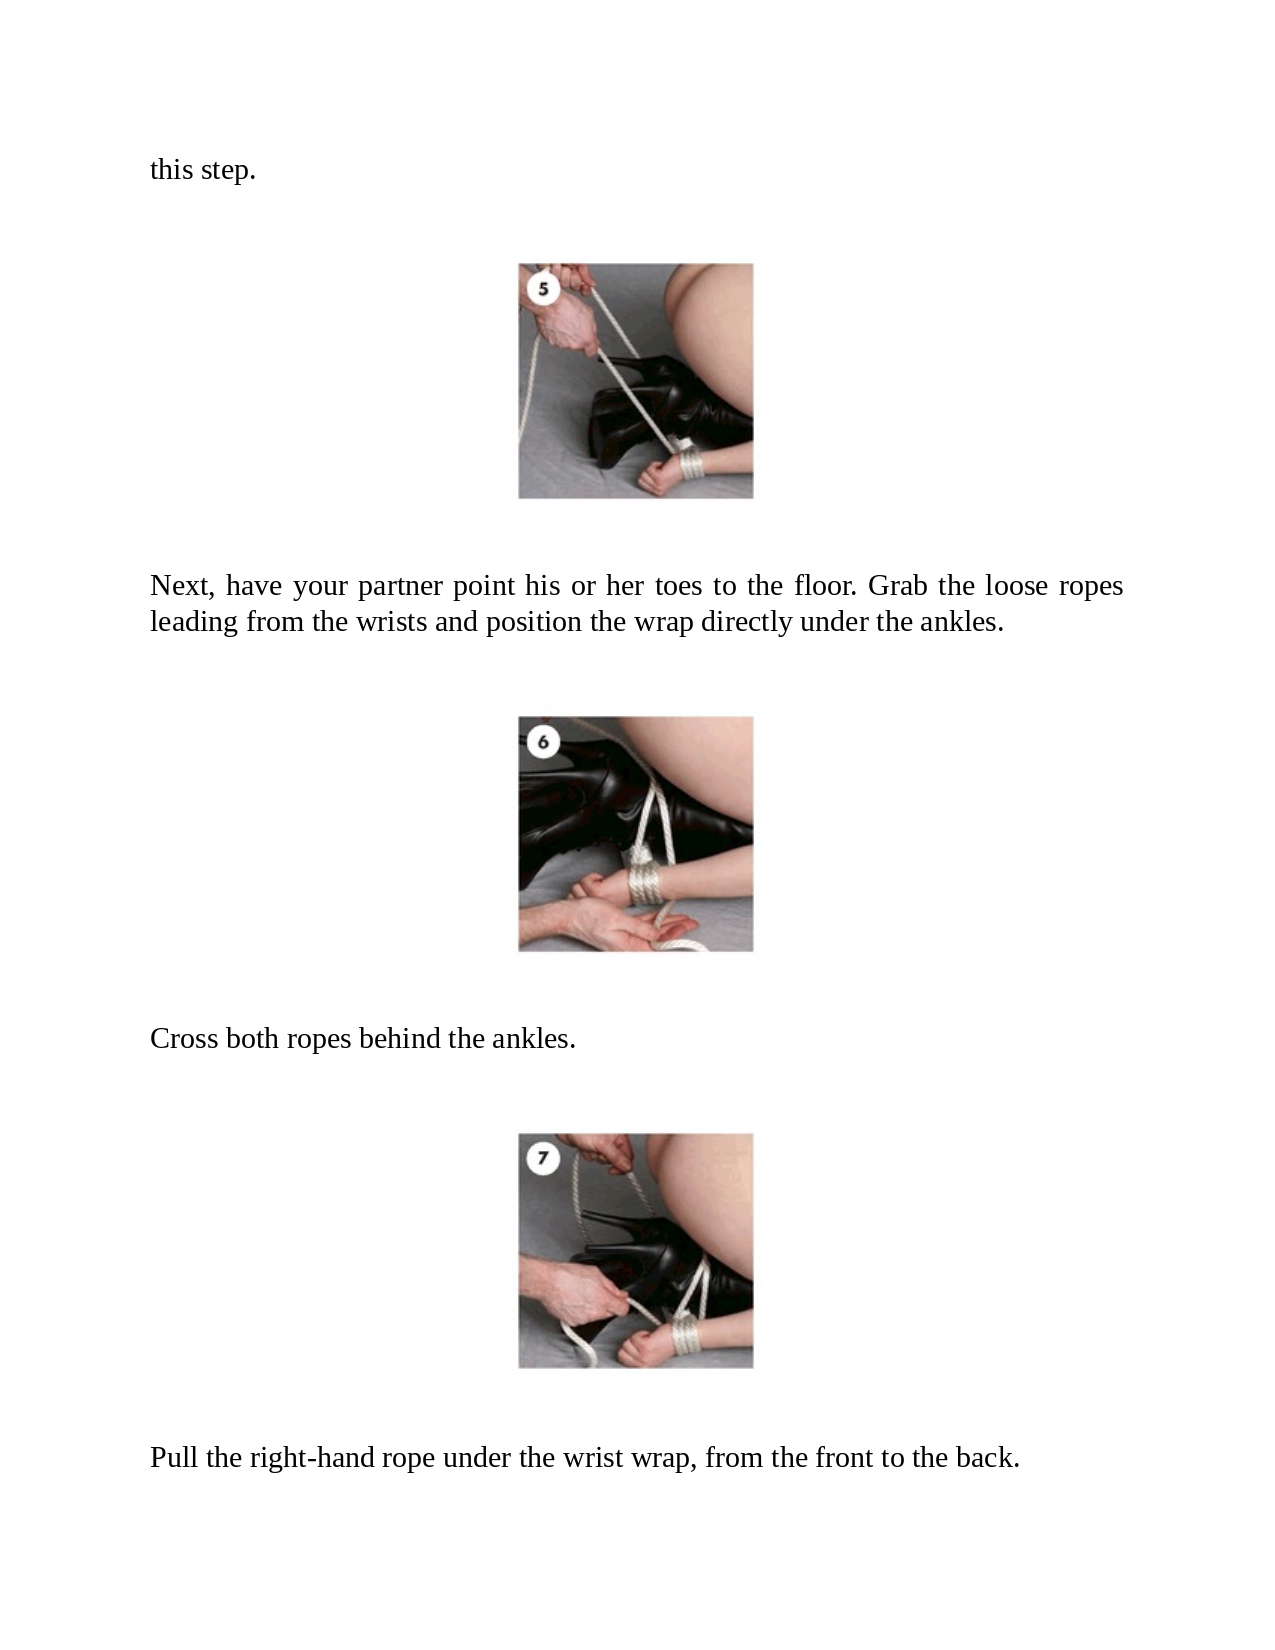 this step.
5
Next, have your partner point his or her toes to the floor. Grab the loose ropes
leading from the wrists and position the wrap directly under the ankles.
6
Cross both ropes behind the ankles.
7
Pull the right-hand rope under the wrist wrap, from the front to the back.